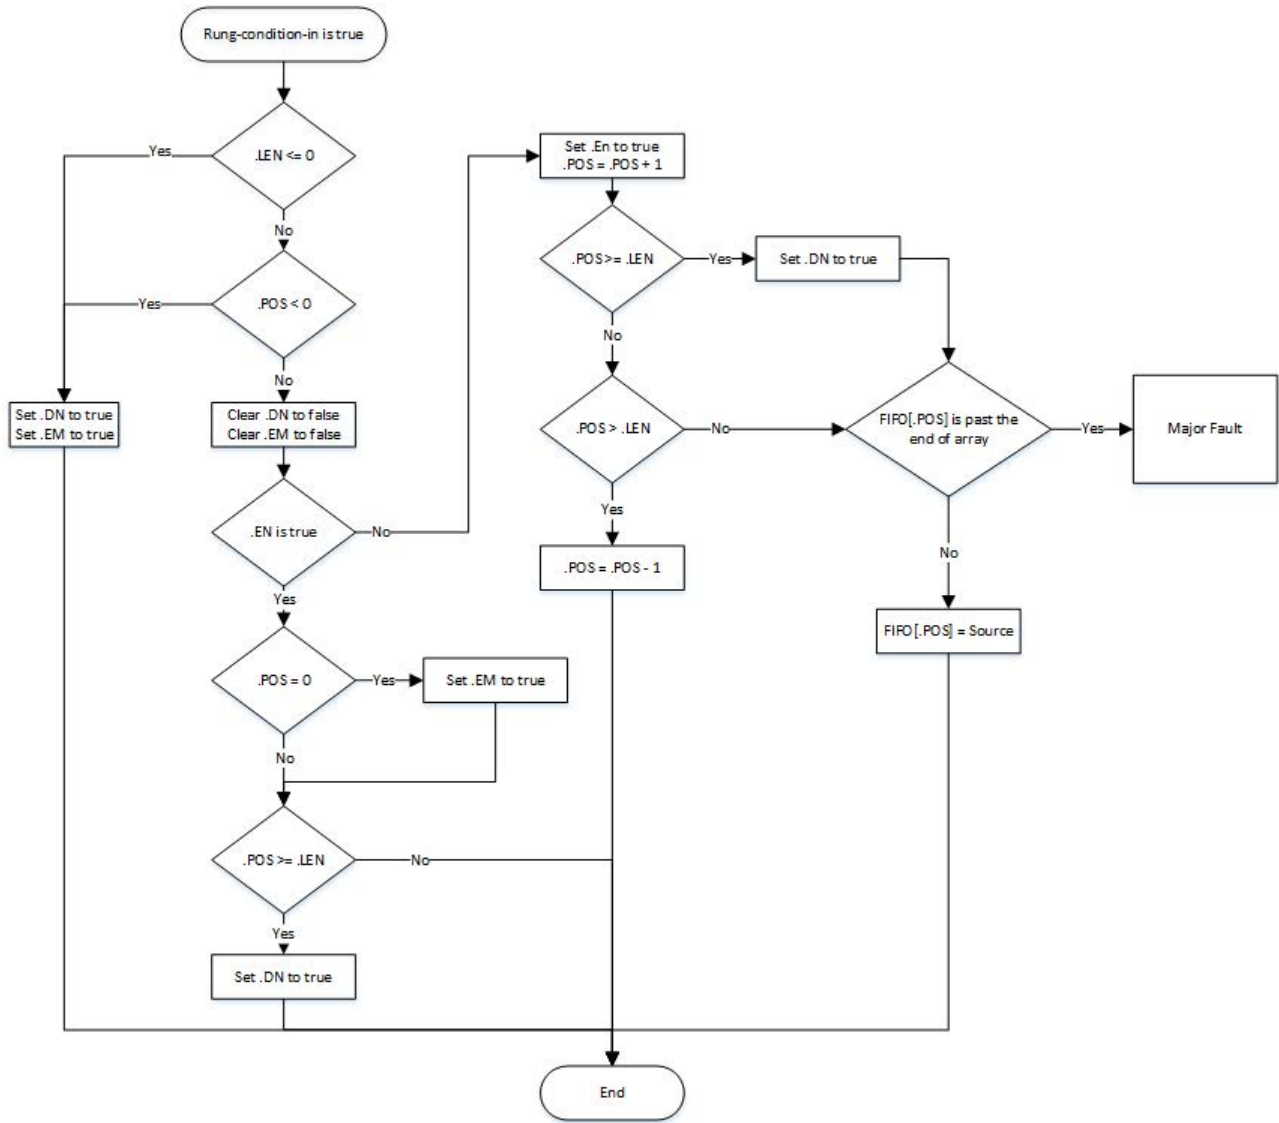 Rung-condition-in is true
.LEN <= 0
Yes
No
.POS < 0
Yes
No
Set .DN to true
Set .EM to true
Clear .DN to false
Clear .EM to false
.EN is true
No
Yes
.POS = 0
Yes
Set .EM to true
No
.POS >= .LEN
No
Yes
Set .DN to true
Set .En to true
.POS = .POS + 1
.POS>= .LEN
Yes
Set .DN to true
No
.POS > .LEN
No
Yes
.POS = .POS - 1
FIFO[.POS] is past the
end of array
Yes
Major Fault
No
FIFO[.POS] = Source
End